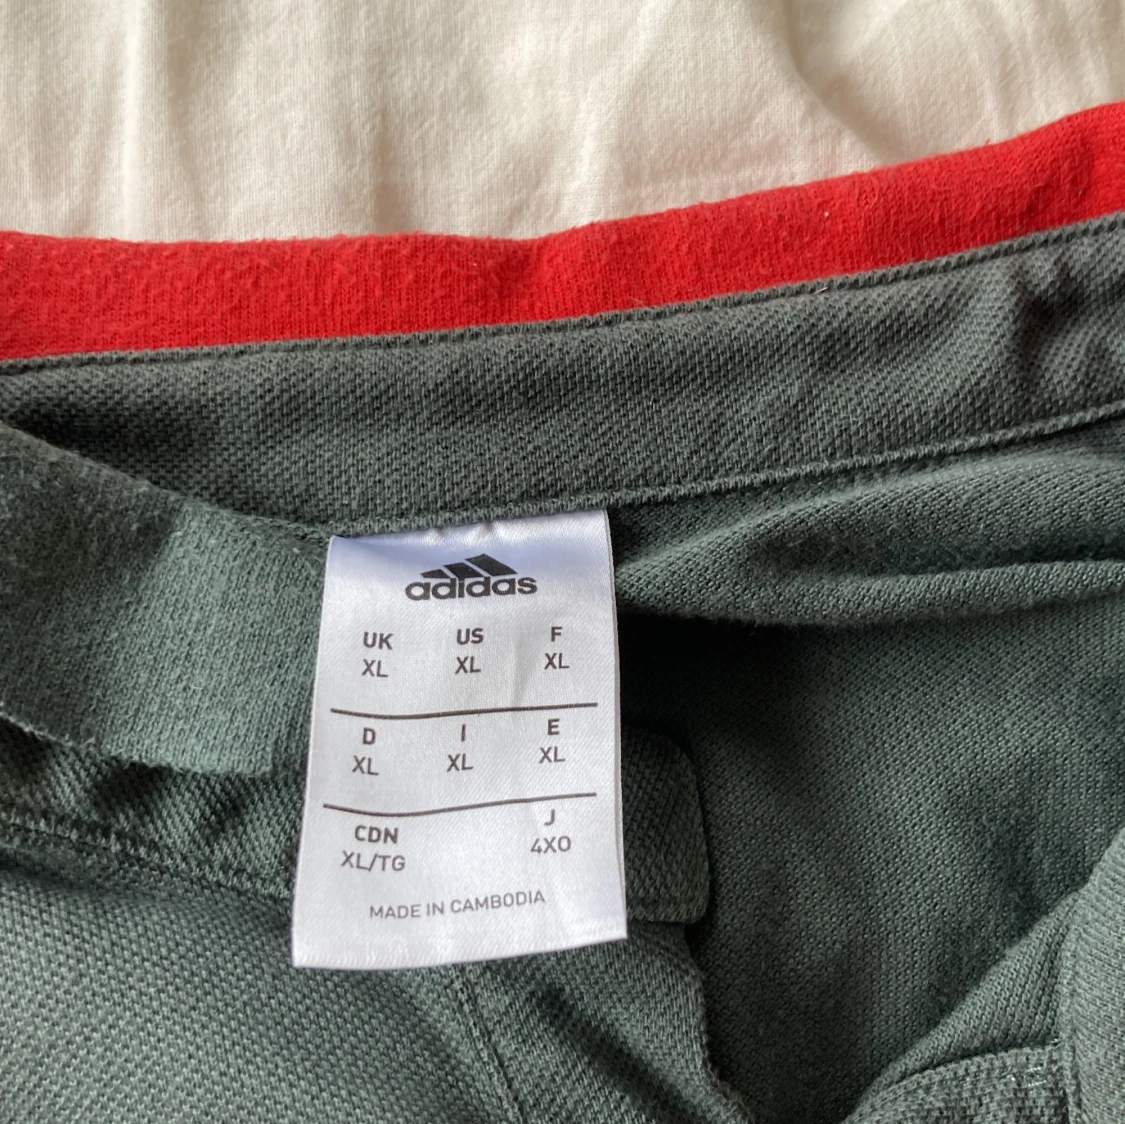 adidas
UK US F
XL XL XL
D I E
XL XL XL
CDN J
XL/TG 4XO
MADE IN CAMBODIA